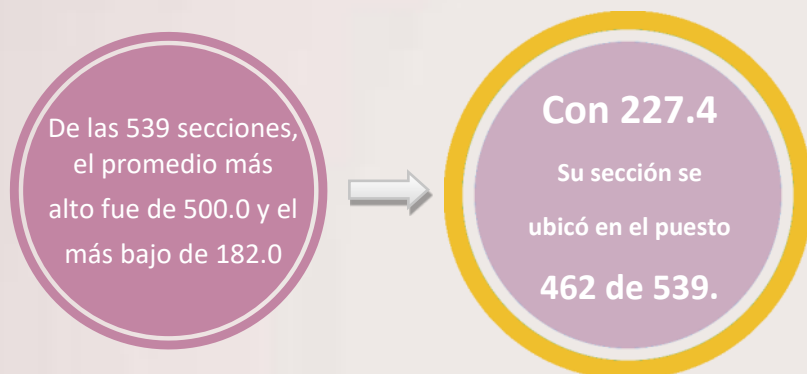 De las 539 secciones,
el promedio más
alto fue de 500.0 y el
más bajo de 182.0
Con 227.4
Su sección se
ubicó en el puesto
462 de 539.